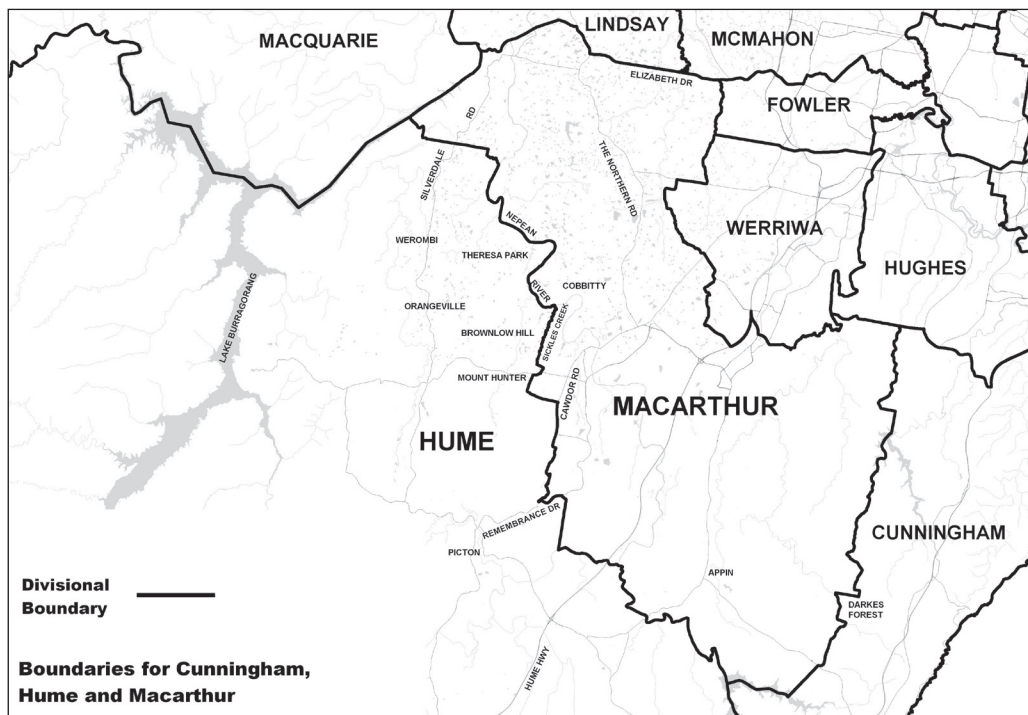 LINDSAY
MACQUARIE
MCMAHON
ELIZABETH DR
FOWLER
RD
THE NORTHERN RD
SILVERDALE
NEPEAN
WERRIWA
WEROMBI
THERESA PARK
HUGHES
RIVER
COBBITTY
LAKE BURRAGORANG
ORANGEVILLE
BROWNLOW HILL
SICKLES CREEK
MOUNT HUNTER
CAWDOR RD
MACARTHUR
HUME
REMEMBRANCE DR
CUNNINGHAM
PICTON
APPIN
Divisional
Boundary
DARKES
FOREST
HUME HWY
Boundaries for Cunningham,
Hume and Macarthur